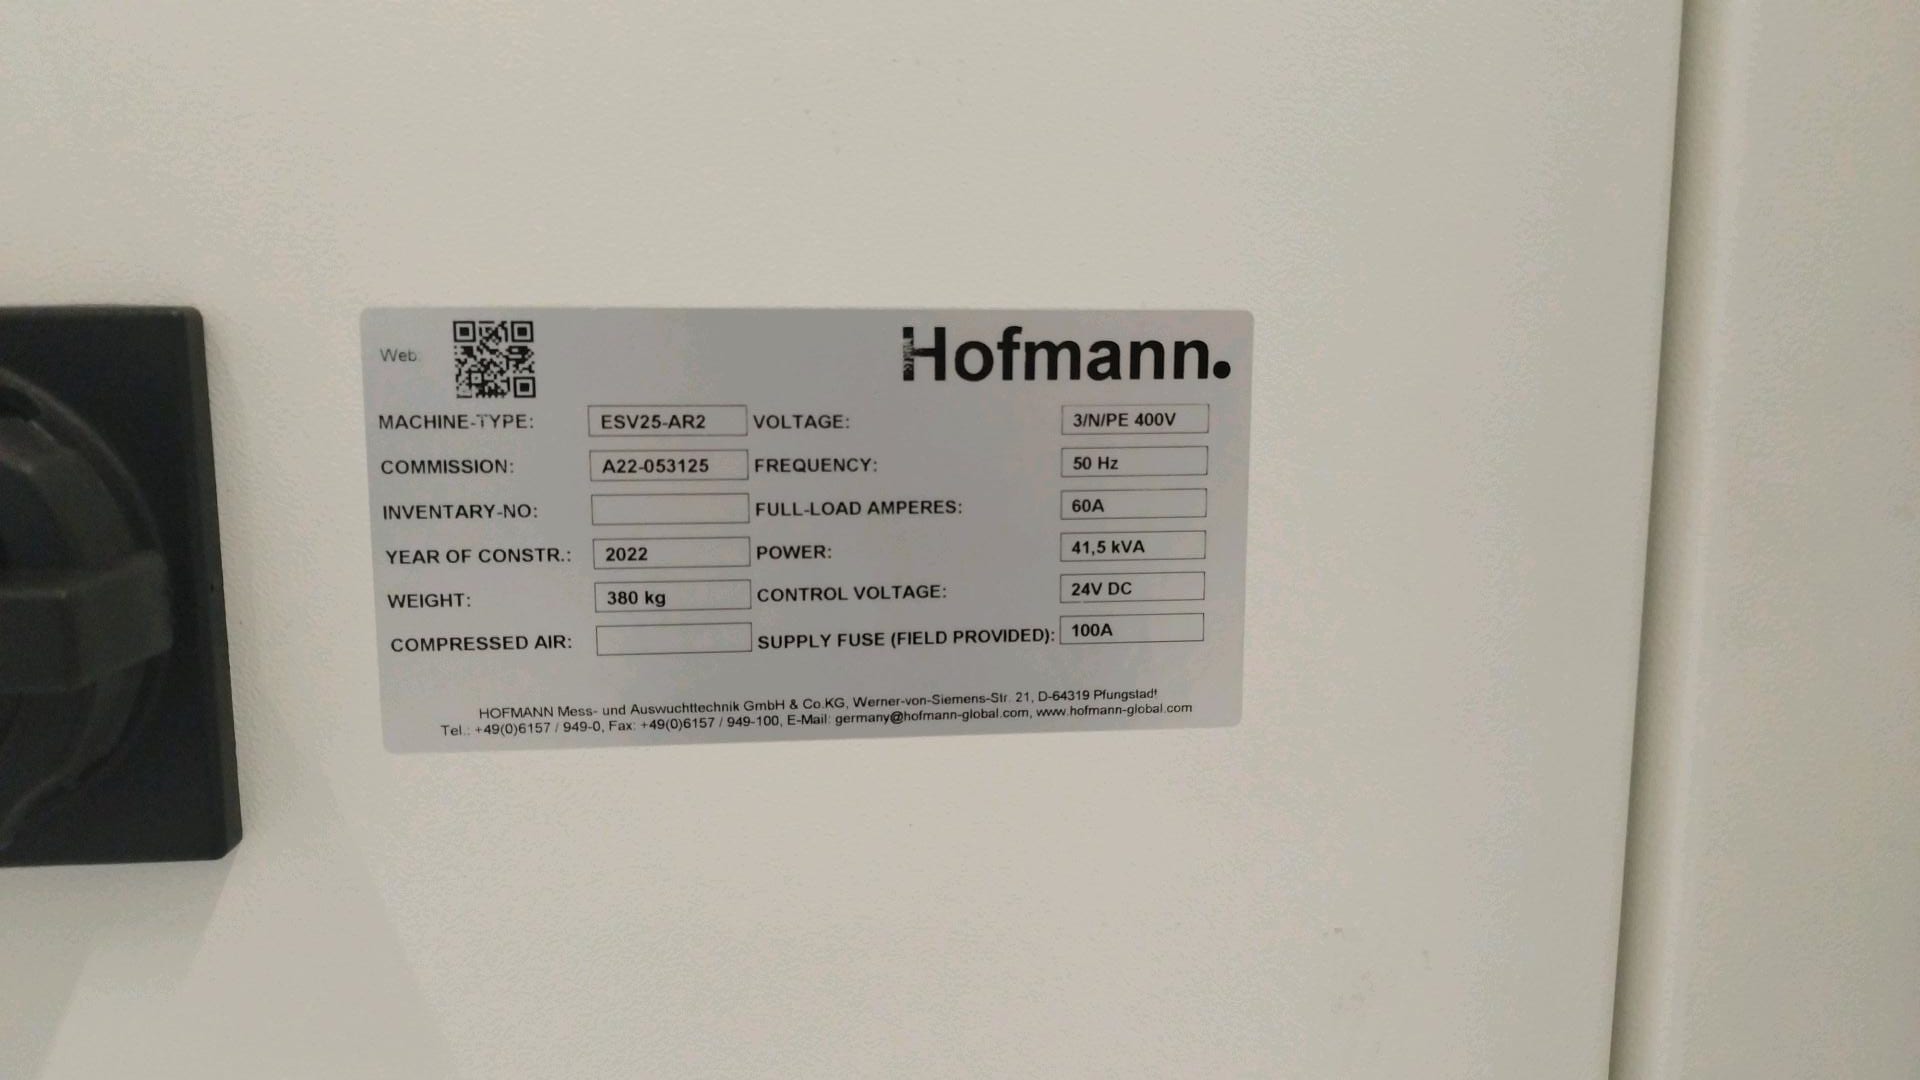 Web:
Hofmann.
MACHINE-TYPE: ESV25-AR2 VOLTAGE: 3/N/PE 400V
COMMISSION: A22-053125 FREQUENCY: 50 Hz
INVENTARY-NO: FULL-LOAD AMPERES: 60A
YEAR OF CONSTR.: 2022 POWER: 41,5 kVA
WEIGHT: 380 kg CONTROL VOLTAGE: 24V DC
COMPRESSED AIR: SUPPLY FUSE (FIELD PROVIDED): 100A
HOFMANN Mess- und Auswuchttechnik GmbH & Co.KG, Werner-von-Siemens-Str. 21, D-64319 Pfungstadt
Tel.: +49(0)6157 / 949-0, Fax: +49(0)6157 / 949-100, E-Mail: germany@hofmann-global.com, www.hofmann-global.com